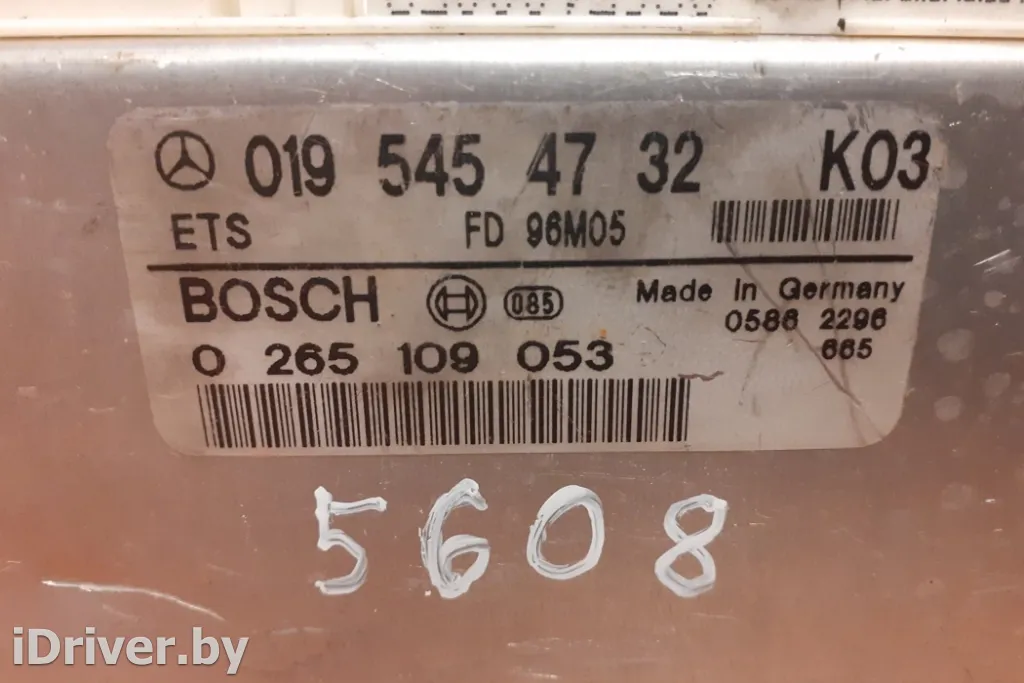 019 545 47 32 K03
ETS FD 96M05
BOSCH 085 Made in Germany
0586 2296
0 265 109 053 665
5608
iDriver.by